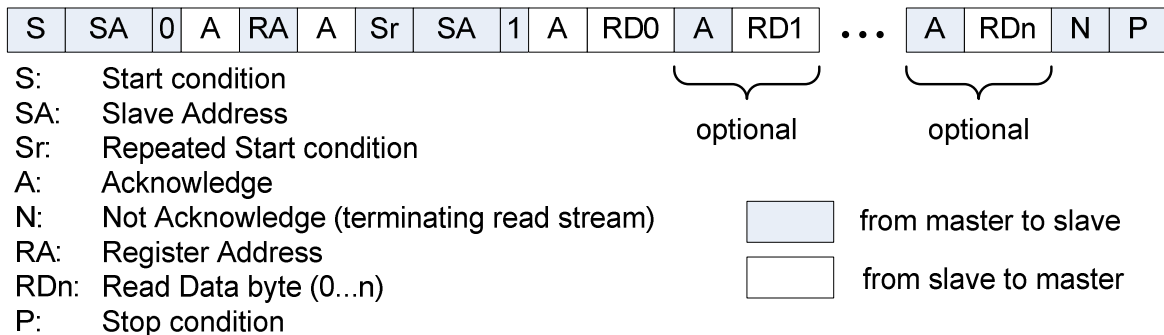 S SA 0 A RA A Sr SA 1 A RD0 A RD1 ... A RDn N P
S: Start condition
SA: Slave Address
optional optional
Sr: Repeated Start condition
A: Acknowledge
N: Not Acknowledge (terminating read stream)
from master to slave
RA: Register Address
from slave to master
RDn: Read Data byte (0...n)
P: Stop condition